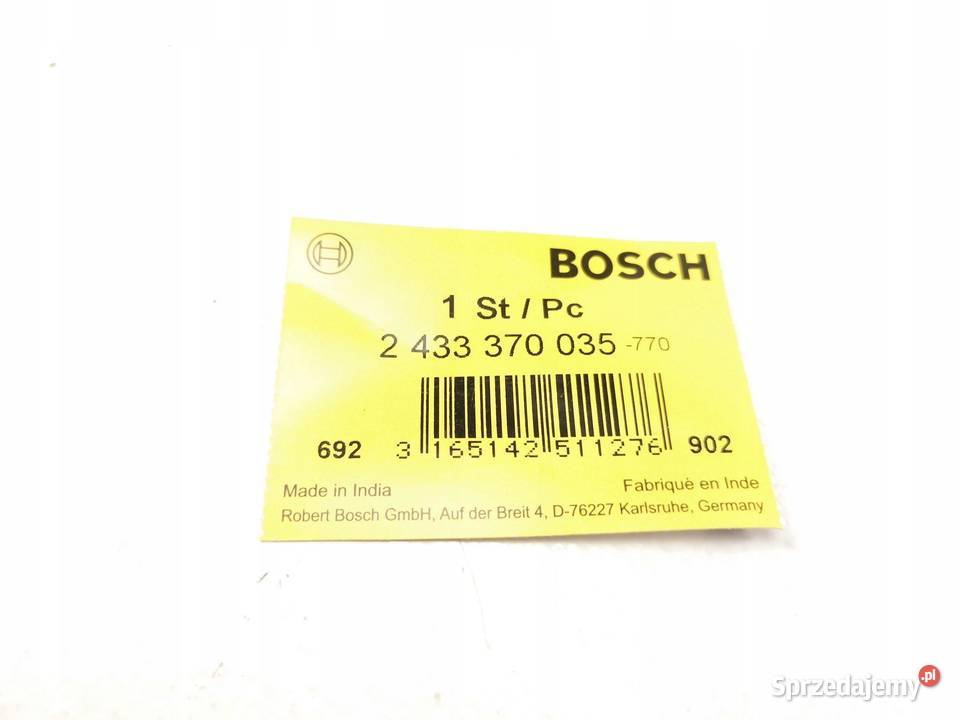 BOSCH
1 St / Pc
2 433 370 035 -770
692 3 165142 511276 902
Made in India Fabriquè en Inde
Robert Bosch GmbH, Auf der Breit 4, D-76227 Karlsruhe, Germany
Sprzedajemy.pl